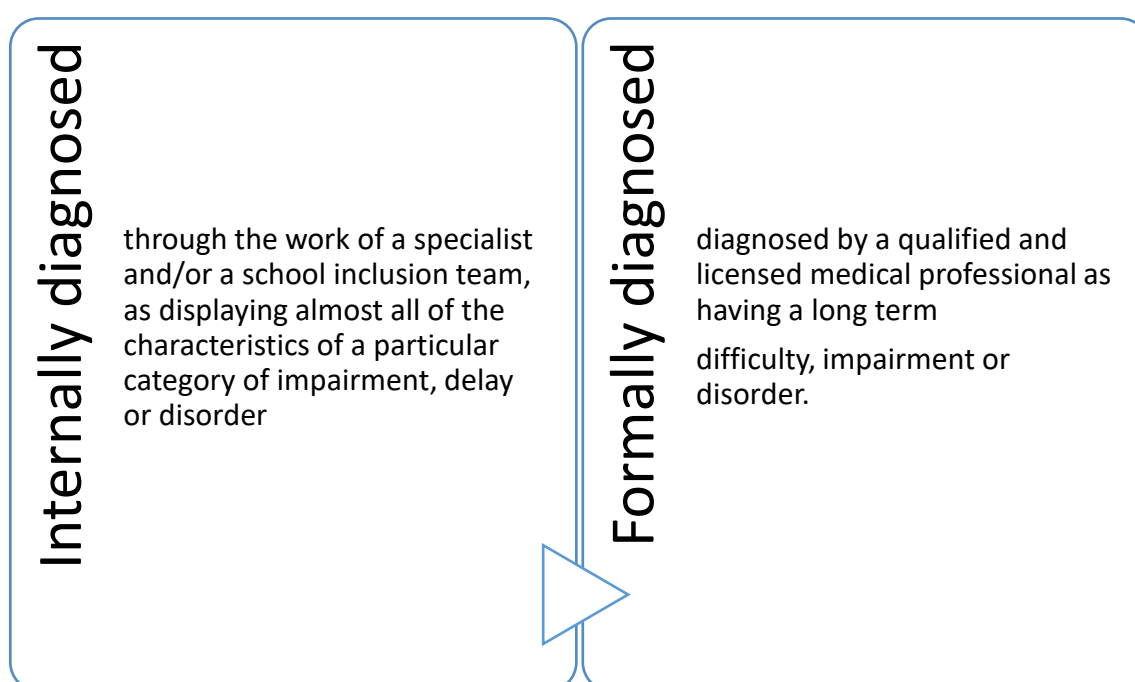 Internally diagnosed
through the work of a specialist
and/or a school inclusion team,
as displaying almost all of the
characteristics of a particular
category of impairment, delay
or disorder
Formally diagnosed
diagnosed by a qualified and
licensed medical professional as
having a long term
difficulty, impairment or
disorder.